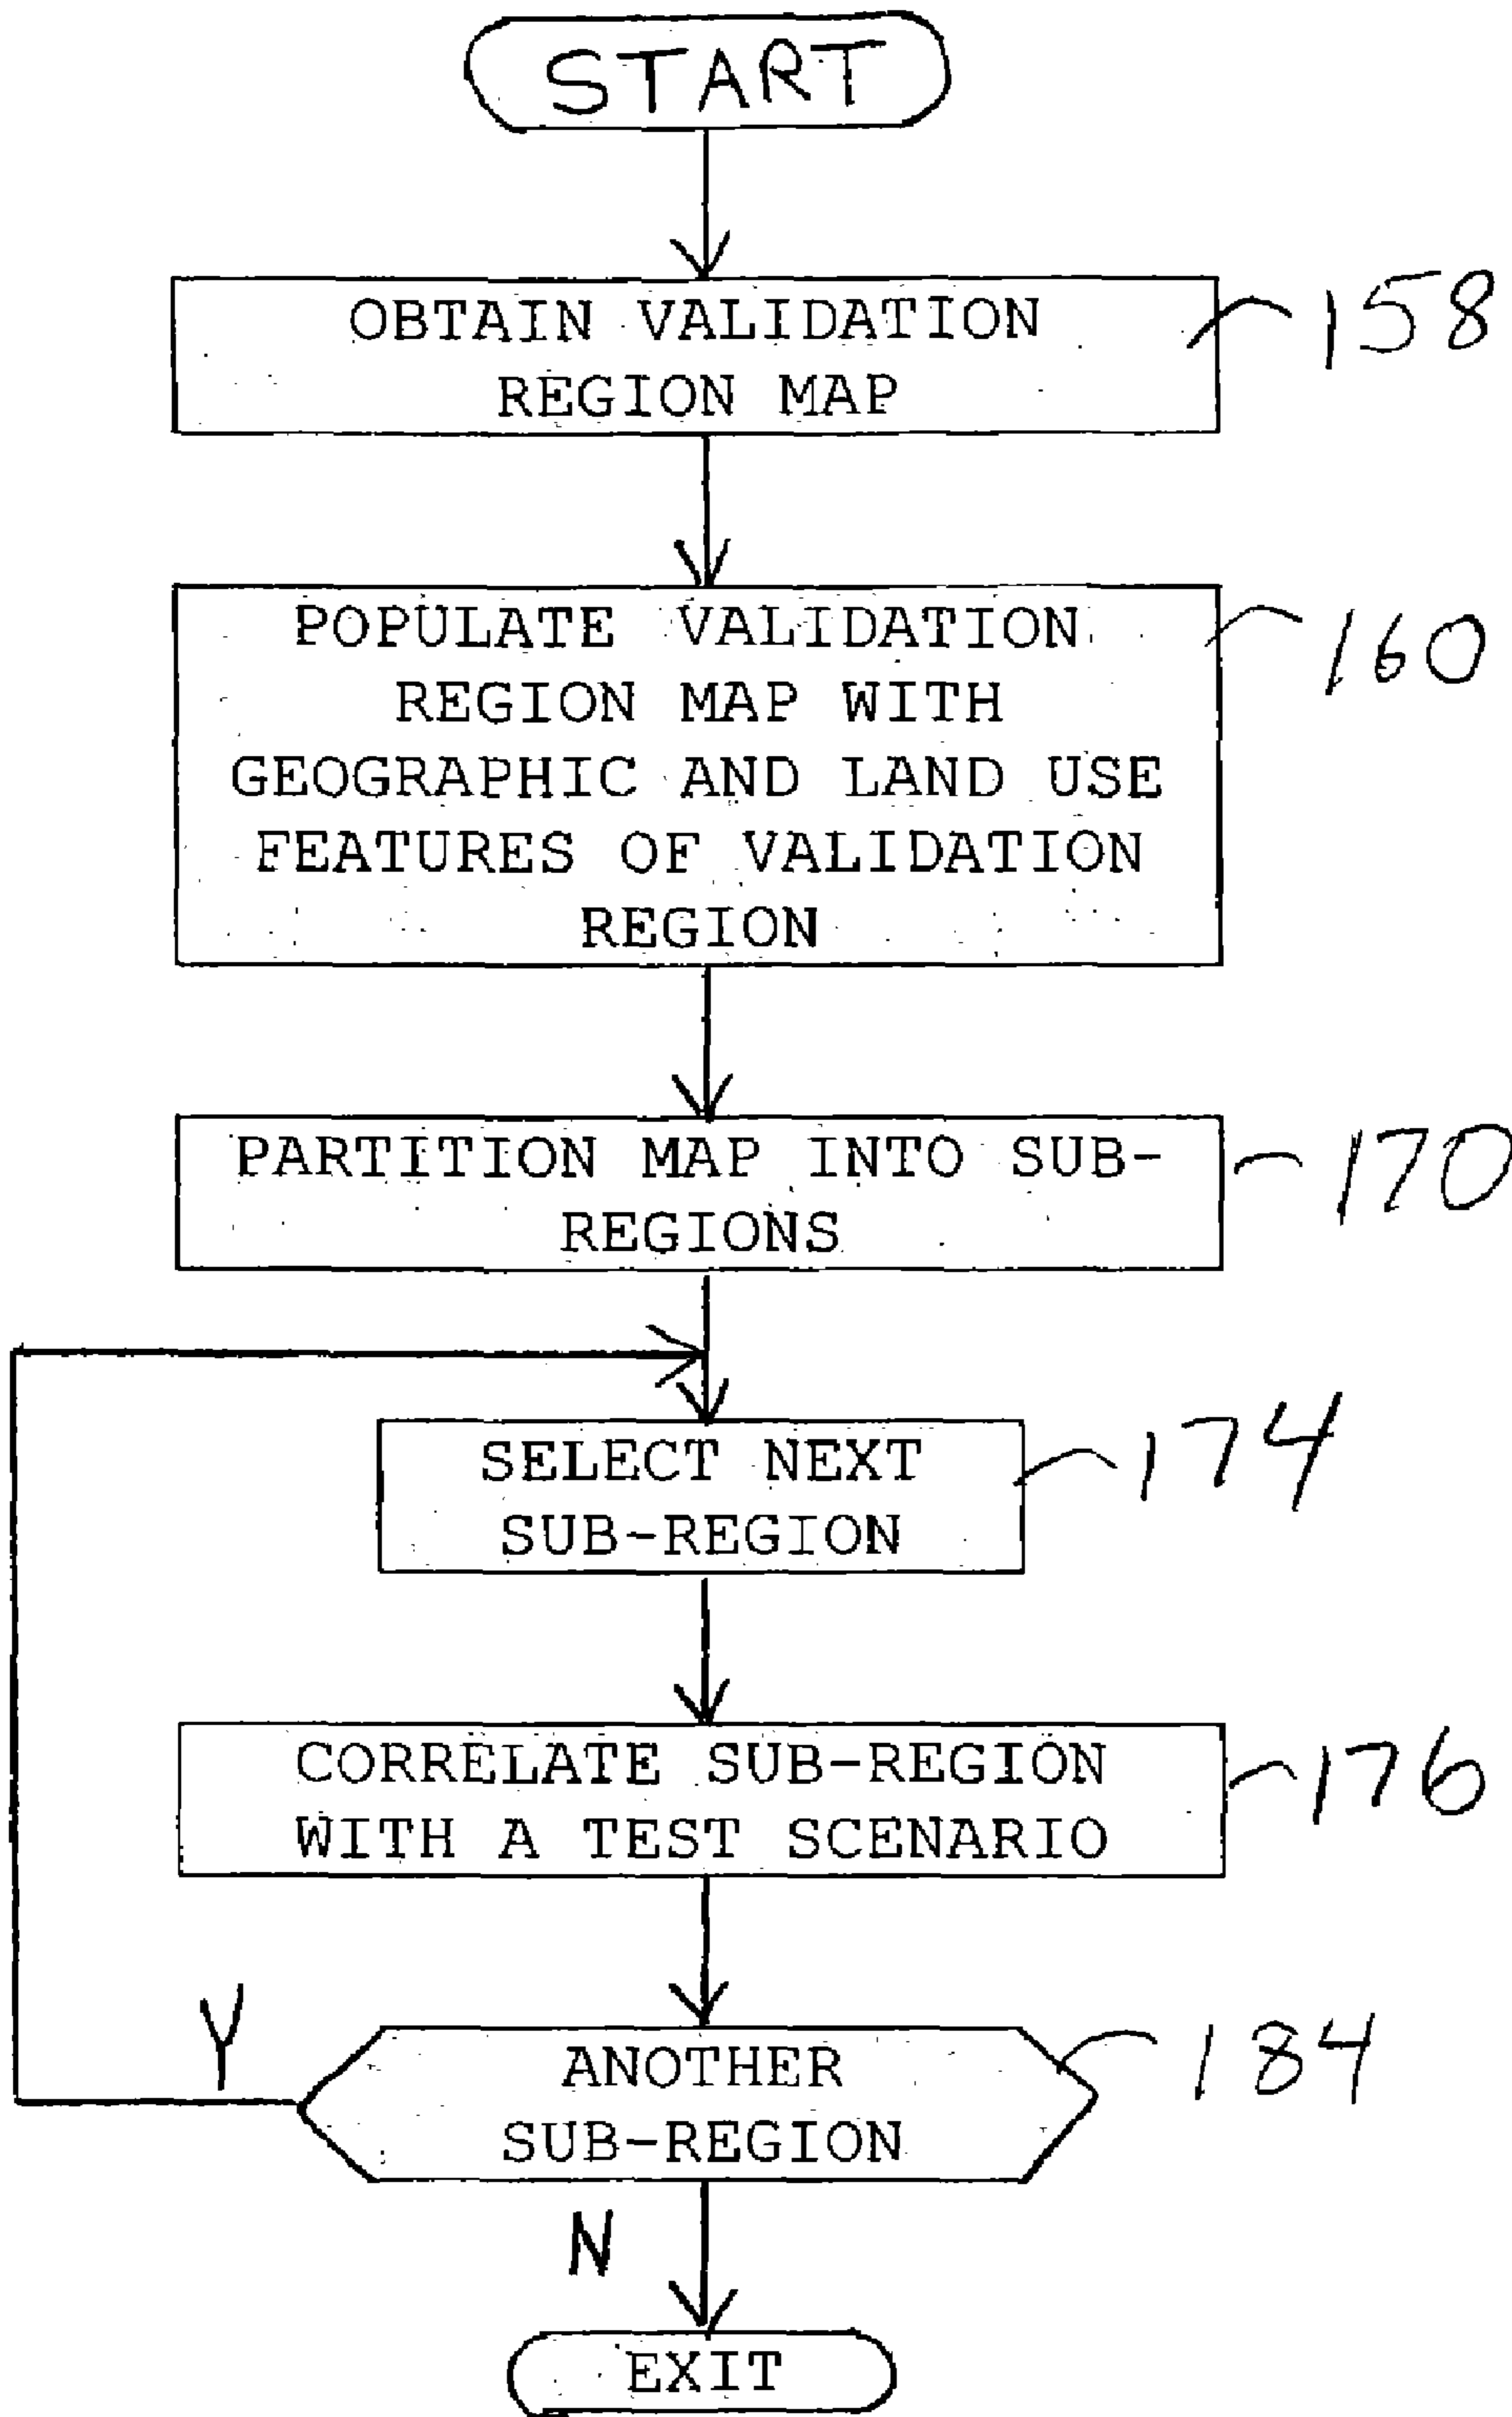 START
OBTAIN VALIDATION
REGION MAP
158
POPULATE VALIDATION
REGION MAP WITH
GEOGRAPHIC AND LAND USE
FEATURES OF VALIDATION
REGION
160
PARTITION MAP INTO SUB-
REGIONS
170
SELECT NEXT
SUB-REGION
174
CORRELATE SUB-REGION
WITH A TEST SCENARIO
176
Y
ANOTHER
SUB-REGION
184
N
EXIT